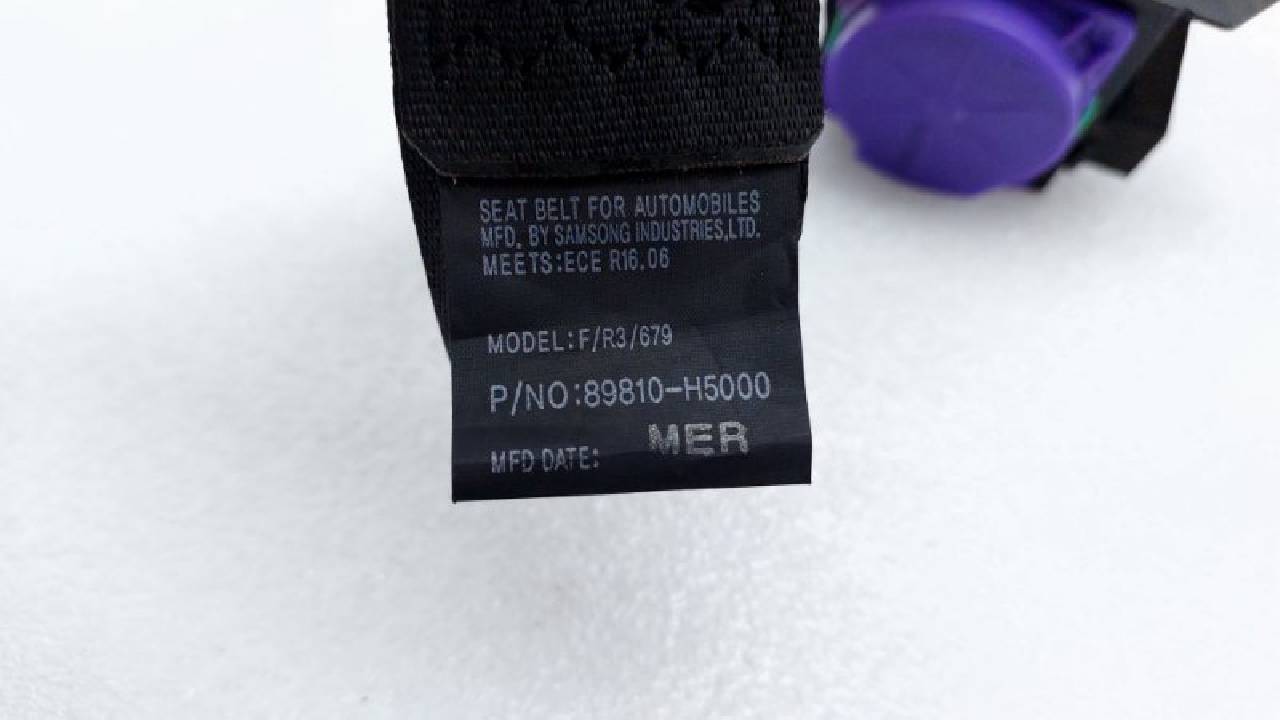 SEAT BELT FOR AUTOMOBILES
MFD. BY SAMSONG INDUSTRIES,LTD.
MEETS:ECE R16.06
MODEL:F/R3/679
P/NO:89810-H5000
MFD DATE: MER